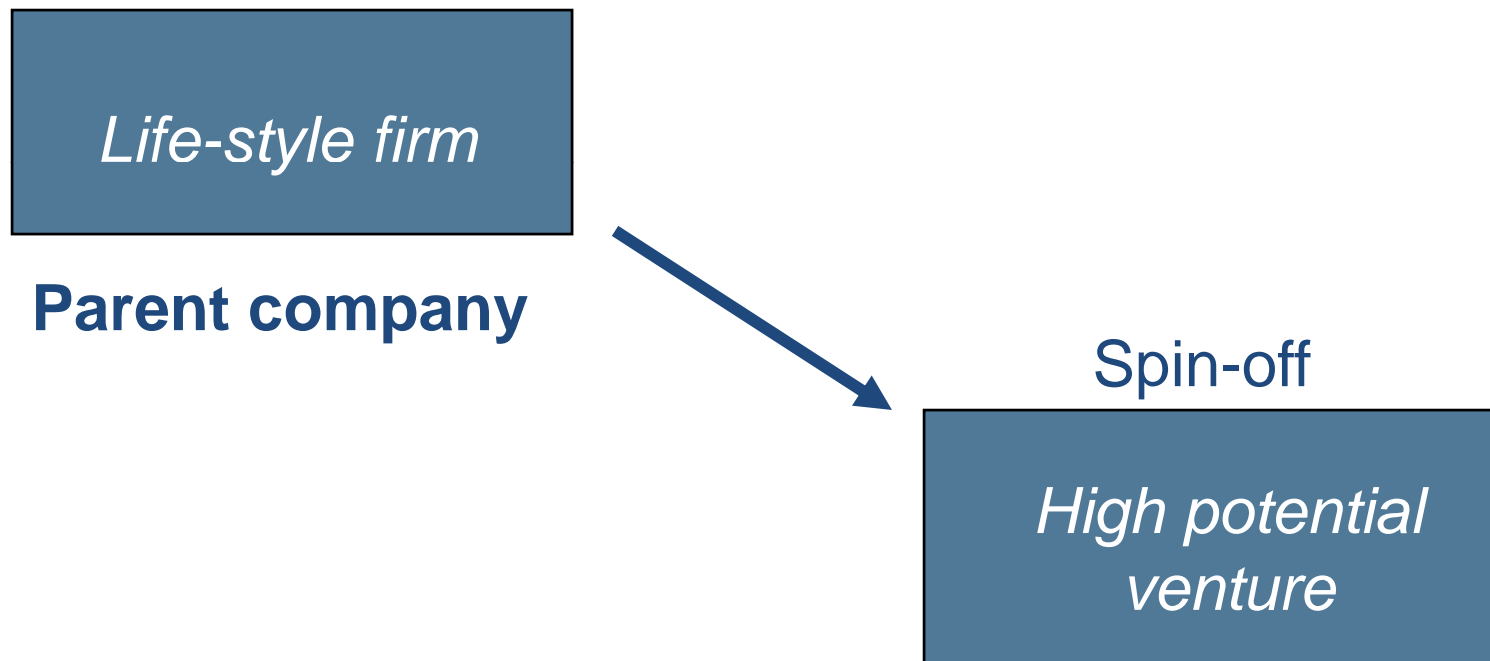 Life-style firm
Parent company
Spin-off
High potential
venture